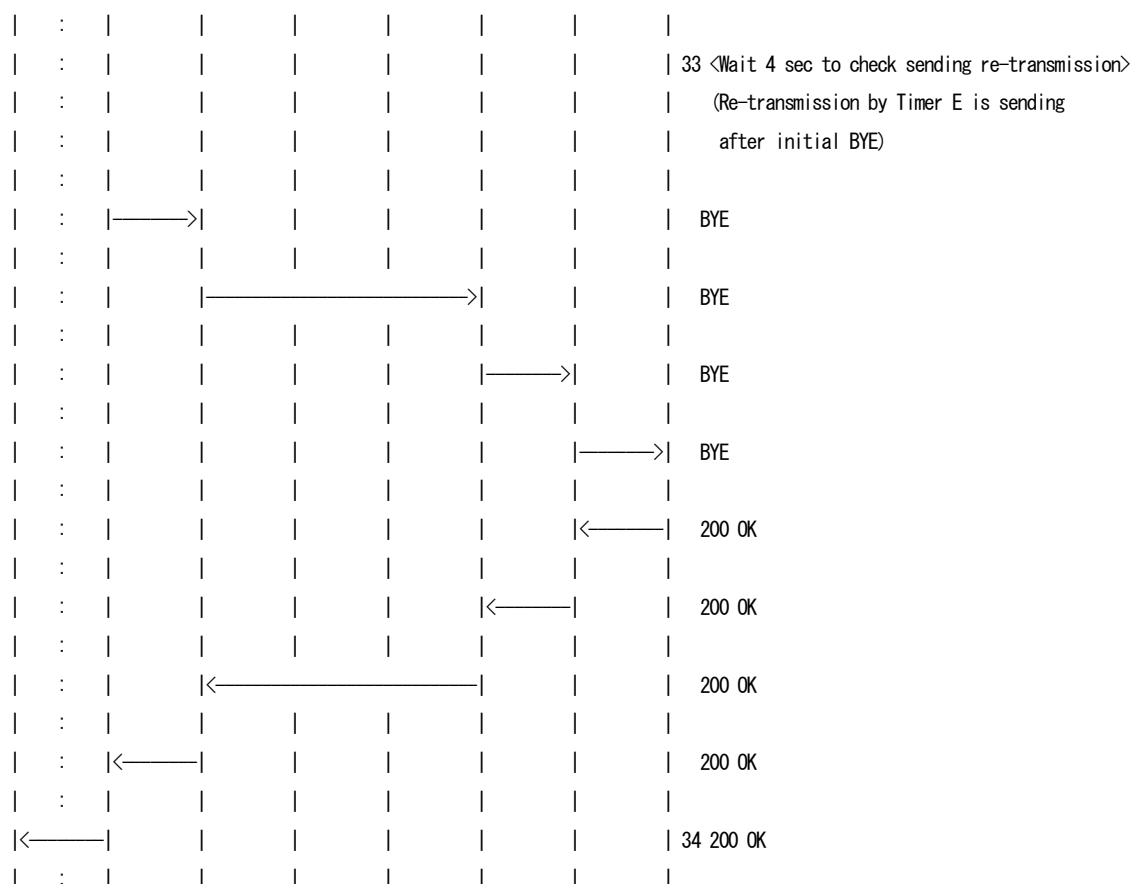 33 <Wait 4 sec to check sending re-transmission>
(Re-transmission by Timer E is sending
after initial BYE)
BYE
BYE
BYE
BYE
200 OK
200 OK
200 OK
200 OK
34 200 OK